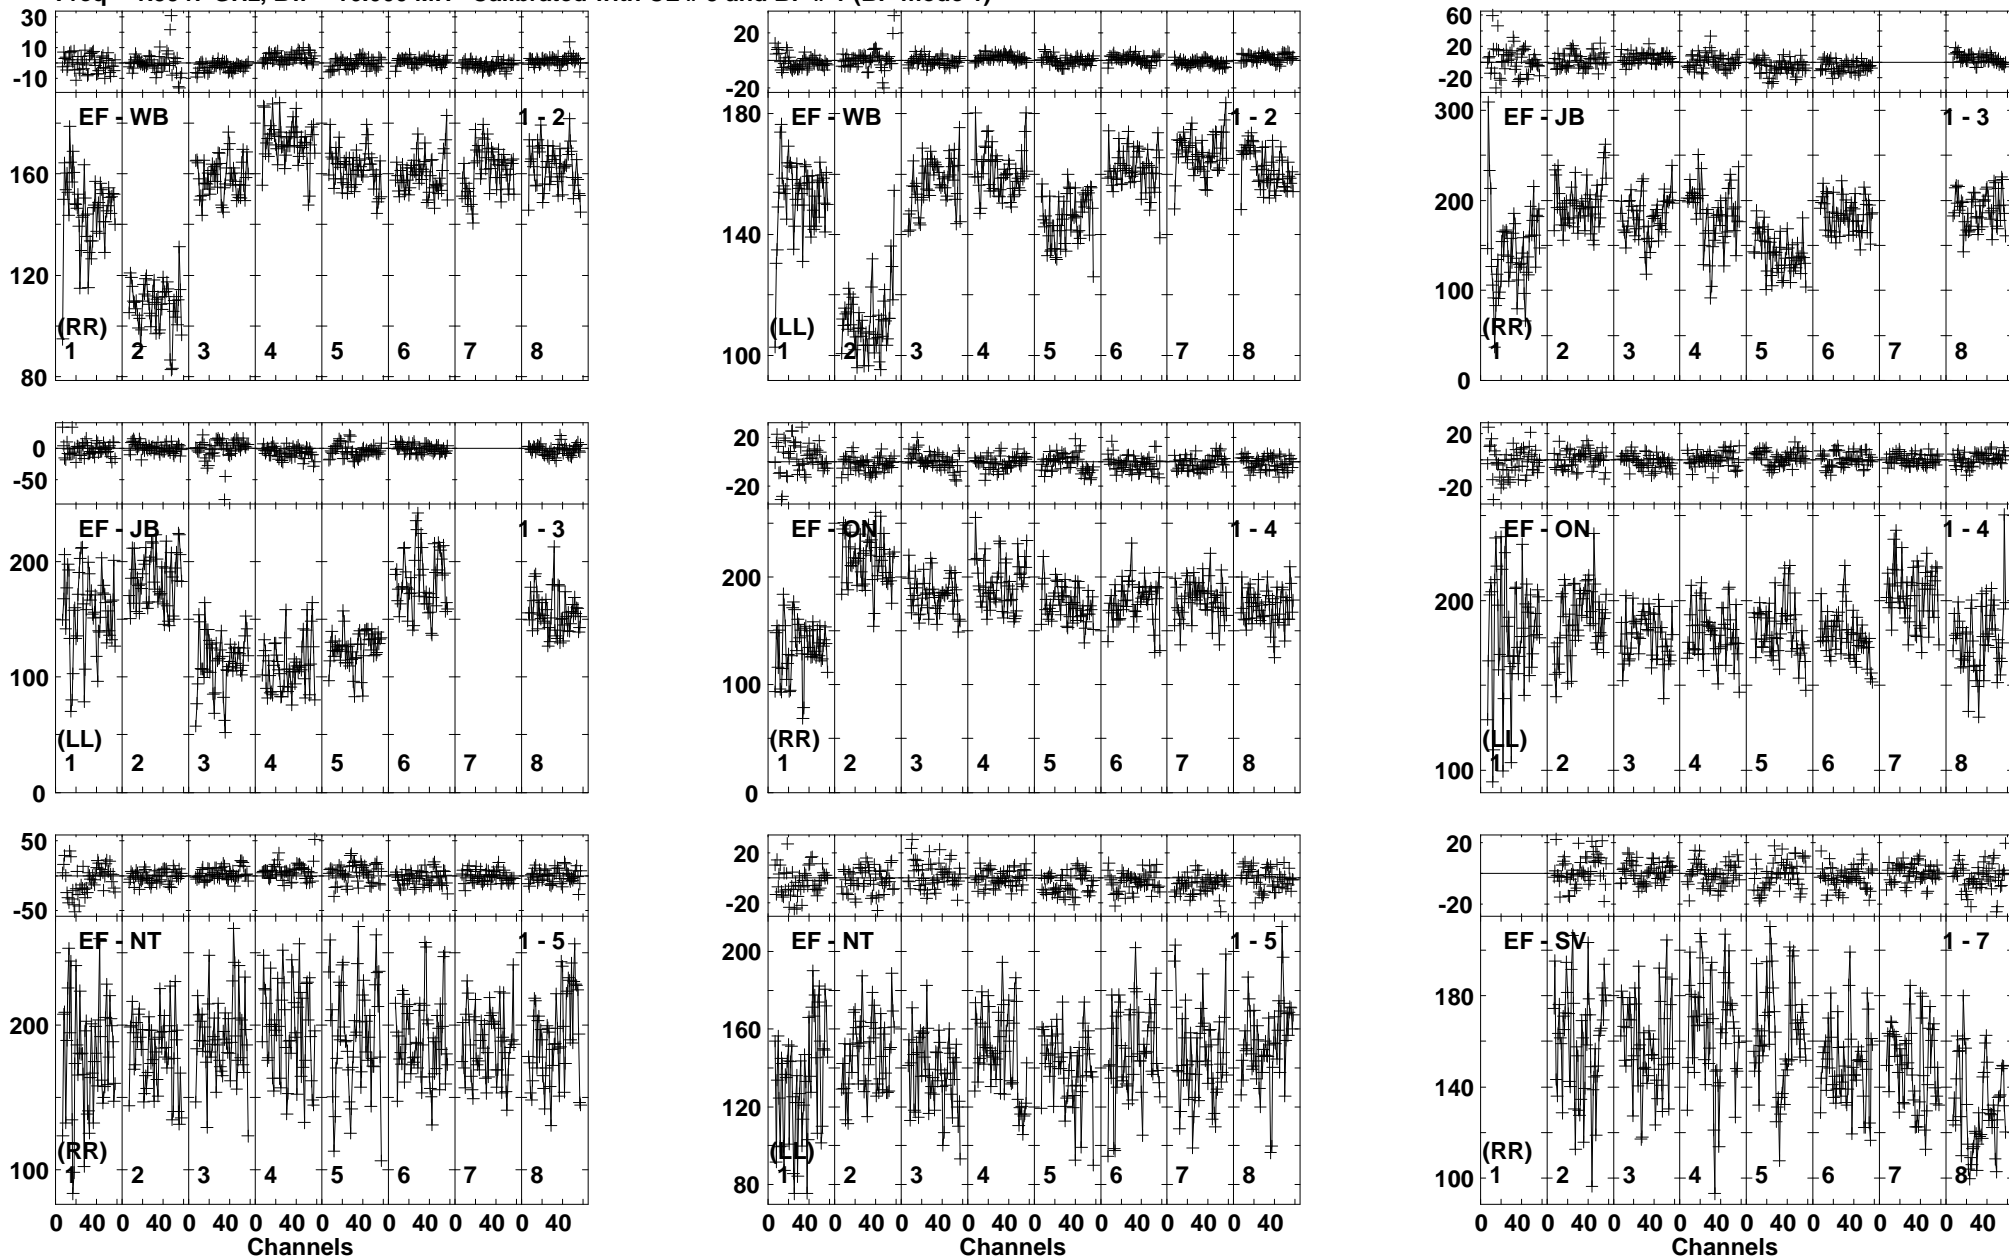 30 10 -10
EF - WB 1 - 2
160 120 80
(RR)
1 2 3 4 5 6 7 8
20 -20
EF - WB 1 - 2
180 140 100
(LL)
1 2 3 4 5 6 7 8
60 20 -20
EF - JB 1 - 3
300 200 100 0
(RR)
1 2 3 4 5 6 7 8
0 -50
EF - JB 1 - 3
200 100 0
(LL)
1 2 3 4 5 6 7 8
20 -20
EF - ON 1 - 4
200 100 0
(RR)
1 2 3 4 5 6 7 8
20 -20
EF - ON 1 - 4
200 100
(LL)
1 2 3 4 5 6 7 8
50 -50
EF - NT 1 - 5
200 100
(RR)
1 2 3 4 5 6 7 8
0 40 0 40 0 40 0 40 0 40 0 40 0 40 0 40
Channels
20 -20
EF - NT 1 - 5
200 160 120 80
(LL)
1 2 3 4 5 6 7 8
0 40 0 40 0 40 0 40 0 40 0 40 0 40 0 40
Channels
20 -20
EF - SV 1 - 7
180 140 100
(RR)
1 2 3 4 5 6 7 8
0 40 0 40 0 40 0 40 0 40 0 40 0 40 0 40
Channels